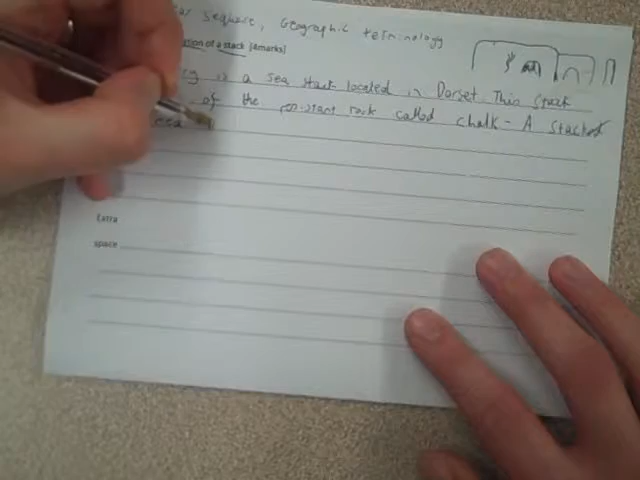 sequence, Geographic terminology
ation of a stack [4marks]
is a sea stack located in Dorset. This stack
of the resistant rock called chalk - A stack
Extra
space